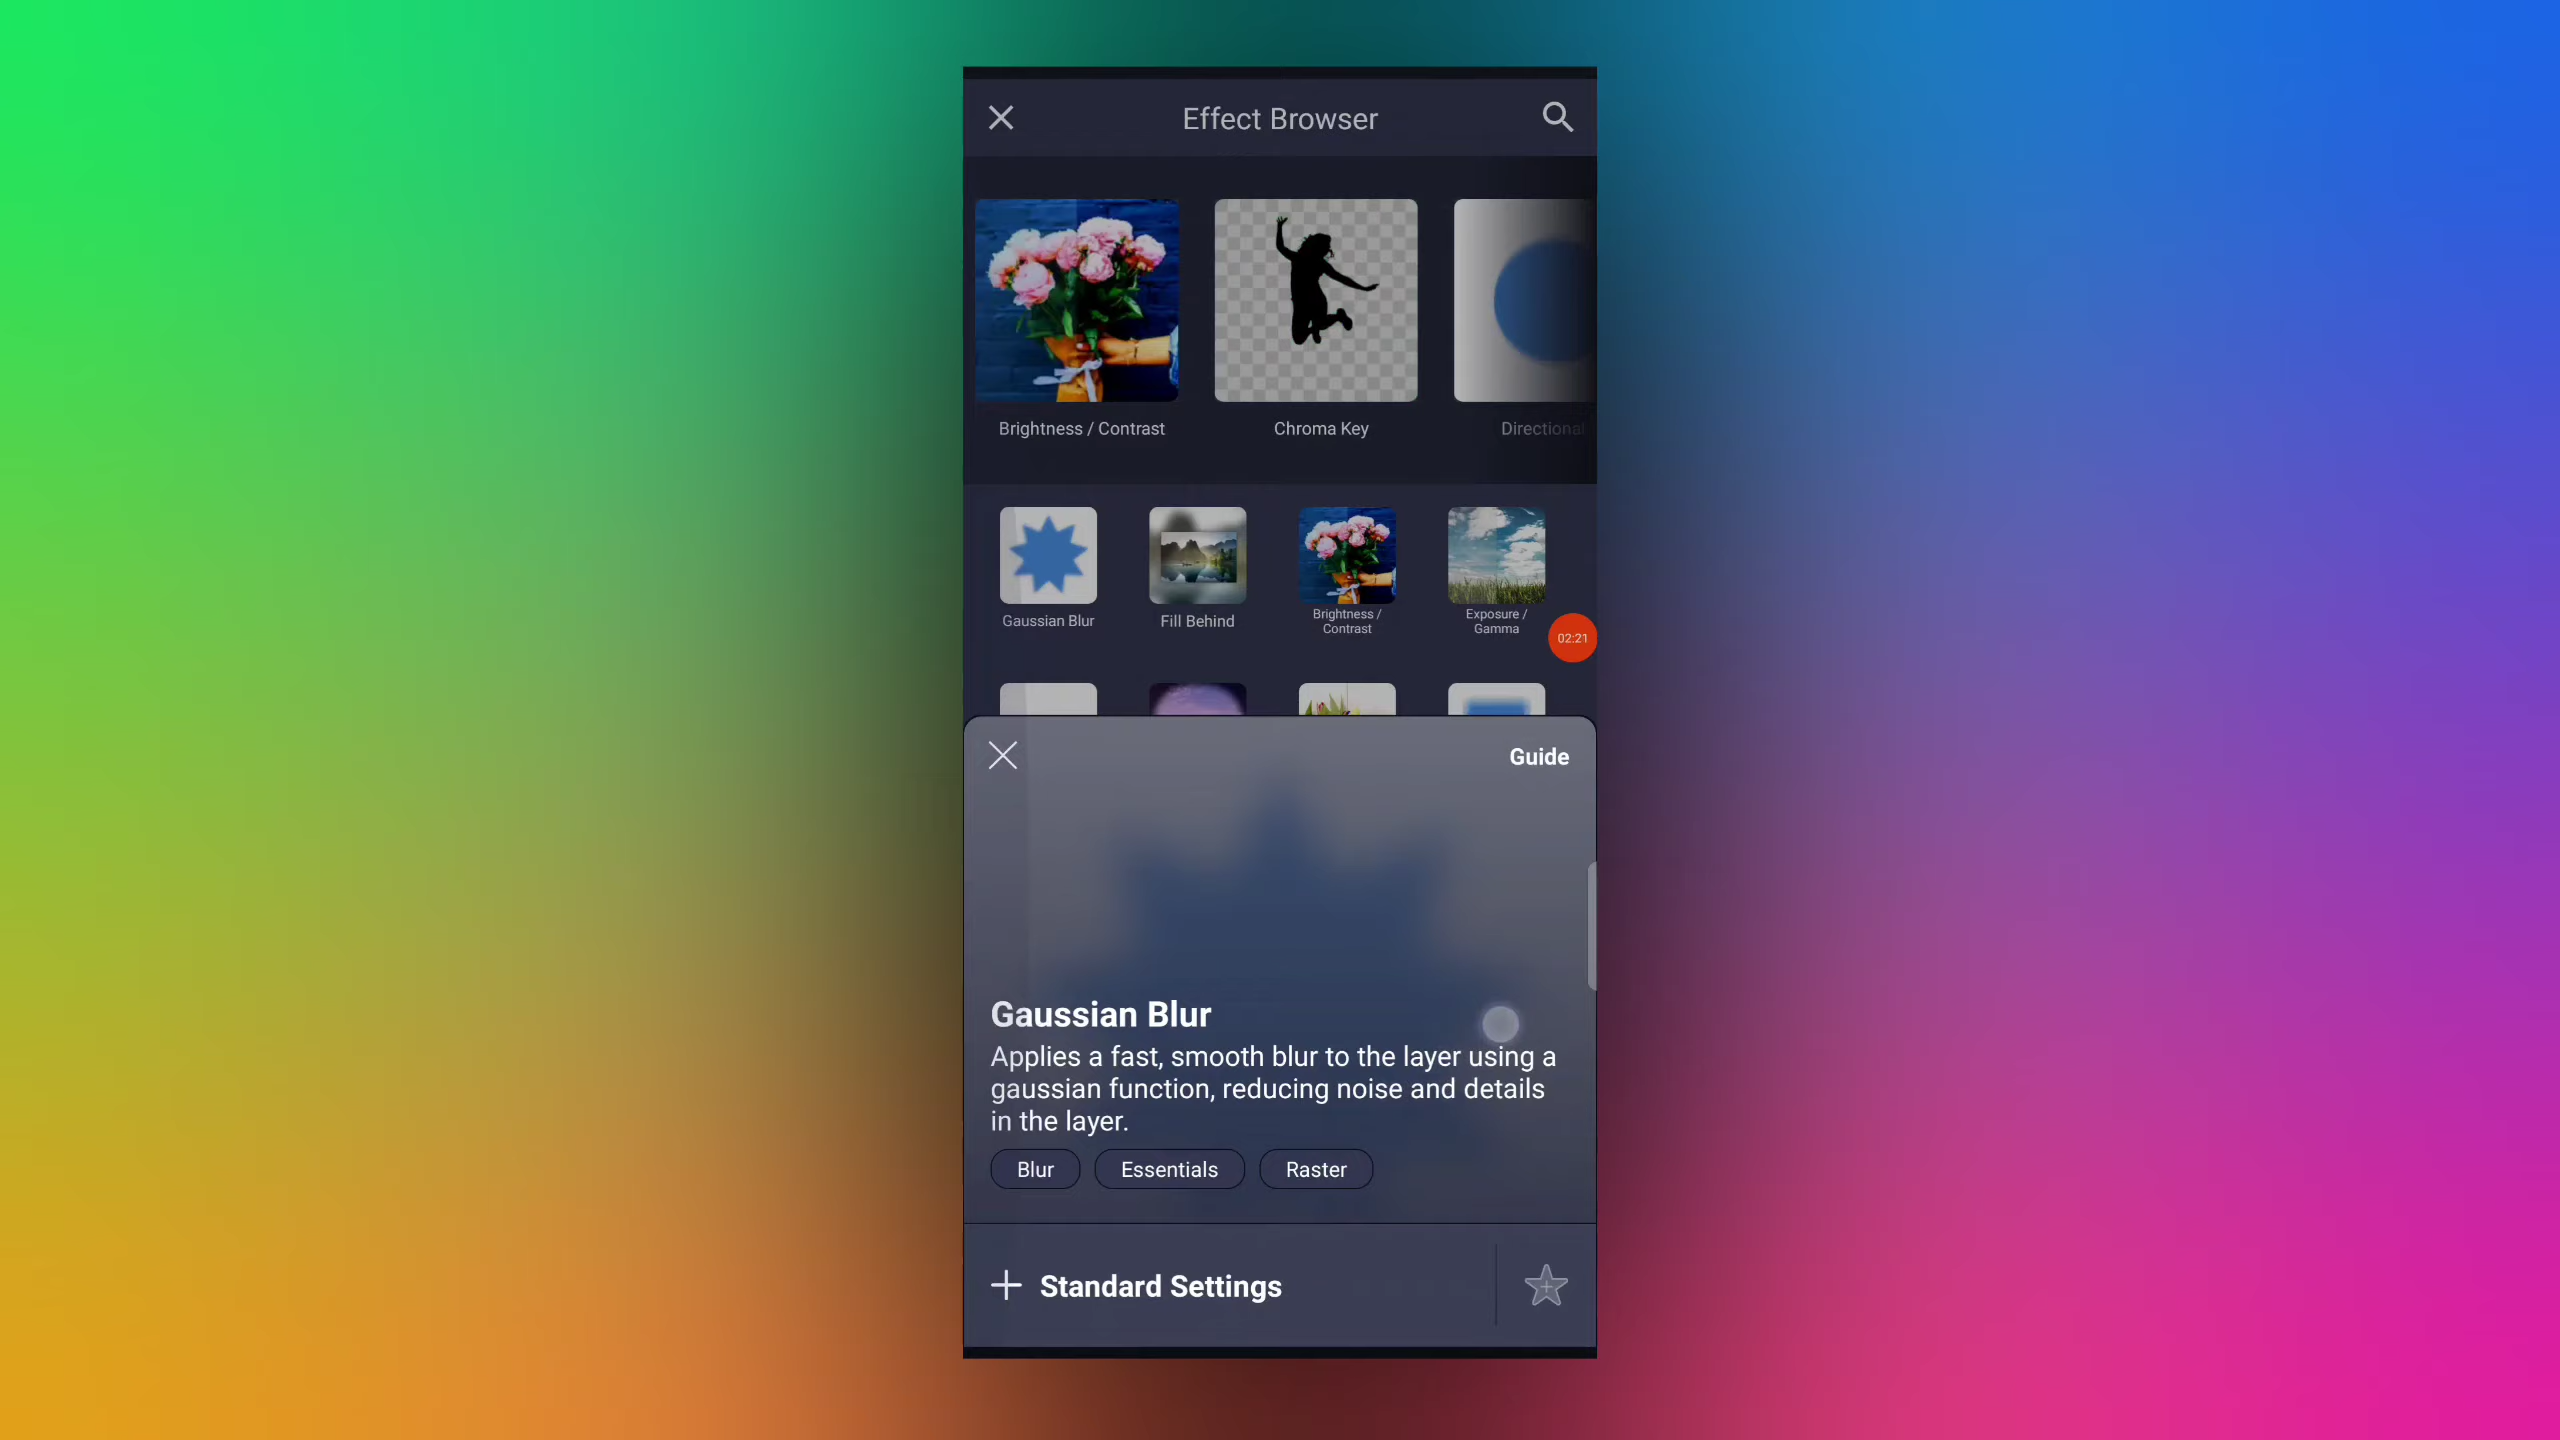 Effect Browser
Brightness / Contrast
Chroma Key
Directional
Gaussian Blur
Fill Behind
Brightness /
Contrast
Exposure /
Gamma
02:21
Guide
Gaussian Blur
Applies a fast, smooth blur to the layer using a
gaussian function, reducing noise and details
in the layer.
Blur
Essentials
Raster
Standard Settings